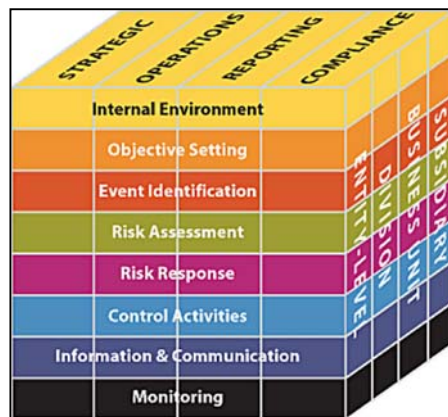 STRATEGIC
OPERATIONS
REPORTING
COMPLIANCE
Internal Environment
Objective Setting
Event Identification
Risk Assessment
Risk Response
Control Activities
Information & Communication
Monitoring
ENTITY-LEVEL
DIVISION
BUSINESS UNIT
SUBSIDIARY